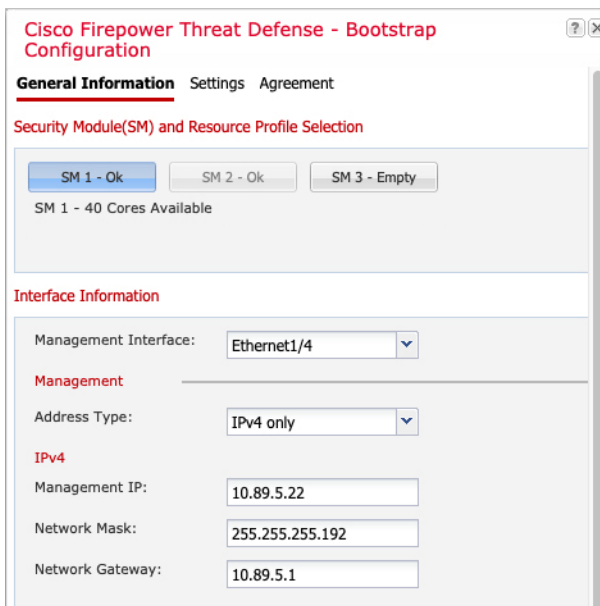 Cisco Firepower Threat Defense - Bootstrap
Configuration
?
General Information Settings Agreement
Security Module(SM) and Resource Profile Selection
SM 1 - Ok SM 2 - Ok SM 3 - Empty
SM 1 - 40 Cores Available
Interface Information
Management Interface: Ethernet1/4
Management
Address Type: IPv4 only
IPv4
Management IP: 10.89.5.22
Network Mask: 255.255.255.192
Network Gateway: 10.89.5.1